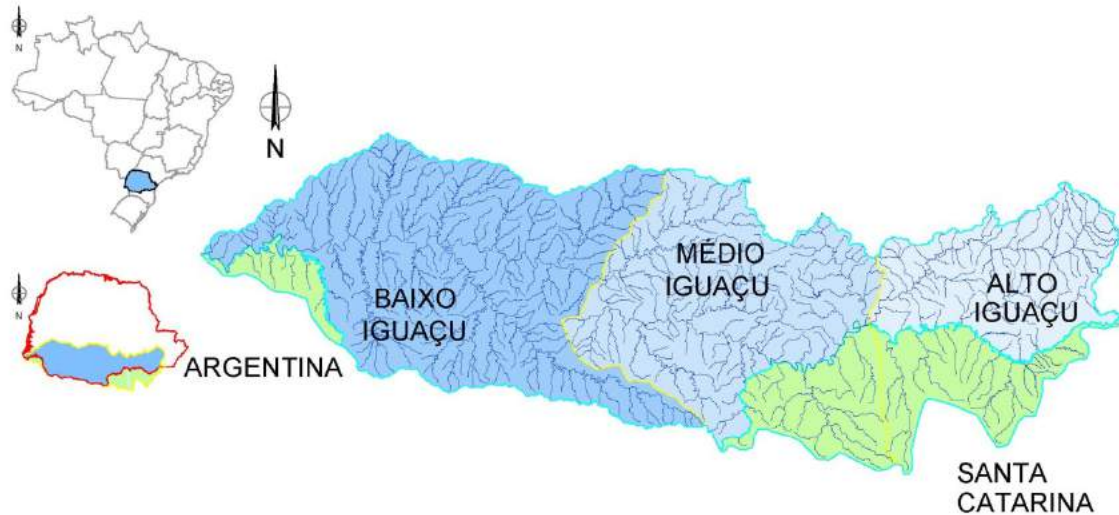 N
N
MÉDIO
IGUAÇU
ALTO
IGUAÇU
BAIXO
IGUAÇU
N
ARGENTINA
SANTA
CATARINA